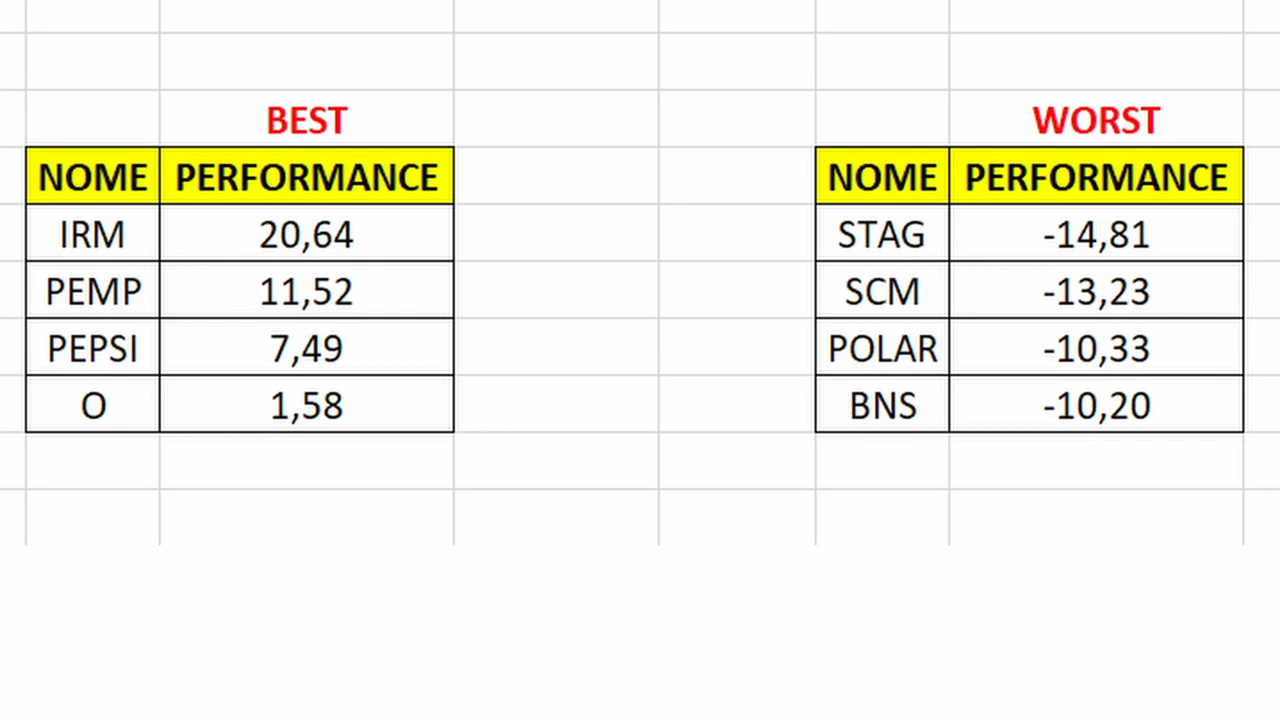 BEST
NOME PERFORMANCE
IRM 20,64
PEMP 11,52
PEPSI 7,49
O 1,58
WORST
NOME PERFORMANCE
STAG -14,81
SCM -13,23
POLAR -10,33
BNS -10,20